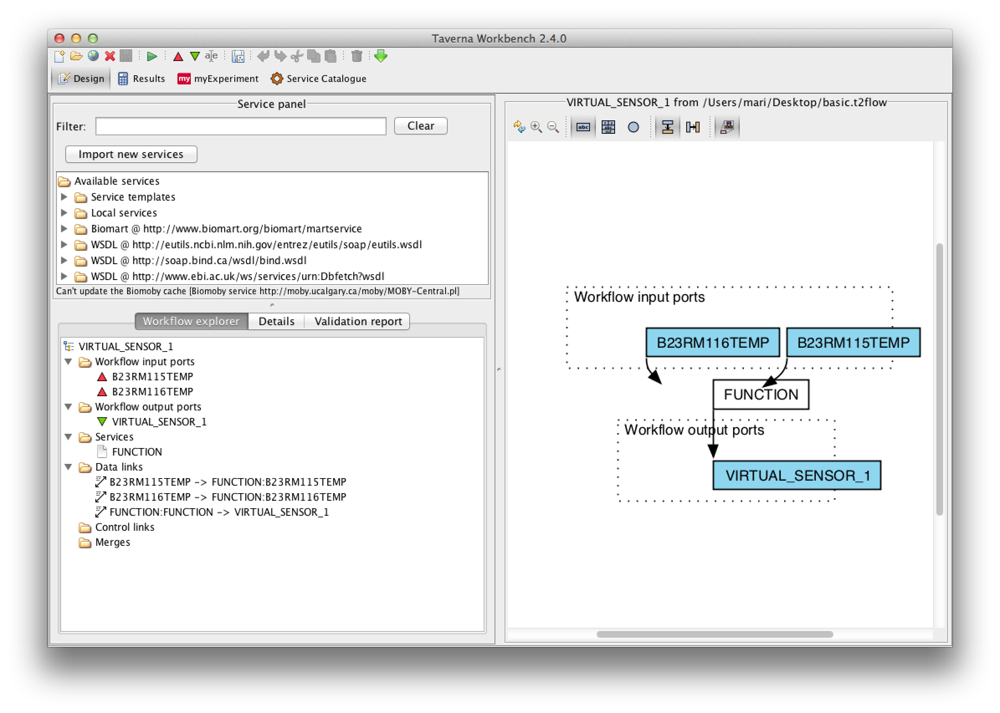 Taverna Workbench 2.4.0
a|e
Design
Results
my
myExperiment
Service Catalogue
Service panel
Filter:
Clear
Import new services
Available services
Service templates
Local services
Biomart @ http://www.biomart.org/biomart/martservice
WSDL @ http://eutils.ncbi.nlm.nih.gov/entrez/eutils/soap/eutils.wsdl
WSDL @ http://soap.bind.ca/wsdl/bind.wsdl
WSDL @ http://www.ebi.ac.uk/ws/services/urn:Dbfetch?wsdl
Can't update the Biomoby cache [Biomoby service http://moby.ucalgary.ca/moby/MOBY-Central.pl]
Workflow explorer
Details
Validation report
VIRTUAL_SENSOR_1
Workflow input ports
B23RM115TEMP
B23RM116TEMP
Workflow output ports
VIRTUAL_SENSOR_1
Services
FUNCTION
Data links
B23RM115TEMP -> FUNCTION:B23RM115TEMP
B23RM116TEMP -> FUNCTION:B23RM116TEMP
FUNCTION:FUNCTION -> VIRTUAL_SENSOR_1
Control links
Merges
VIRTUAL_SENSOR_1 from /Users/mari/Desktop/basic.t2flow
abc
abc
Workflow input ports
B23RM116TEMP
B23RM115TEMP
FUNCTION
Workflow output ports
VIRTUAL_SENSOR_1